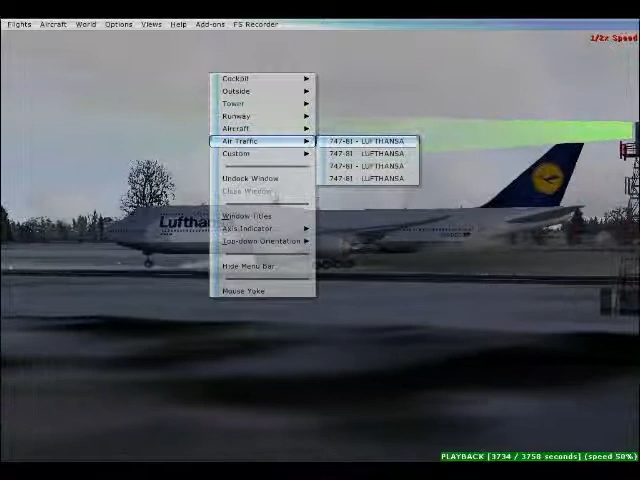 Flights Aircraft World Options Views Help Add-ons FS Recorder
1/2x Speed
Cockpit
Outside
Tower
Runway
Aircraft
Air Traffic
Custom
Undock Window
Close Window
Window Titles
Axis Indicator
Top-down Orientation
Hide Menu Bar
Mouse Yoke
747-81 - LUFTHANSA
747-81 - LUFTHANSA
747-81 - LUFTHANSA
747-81 - LUFTHANSA
Lufthansa
PLAYBACK [3734 / 3758 seconds] (speed 50%)